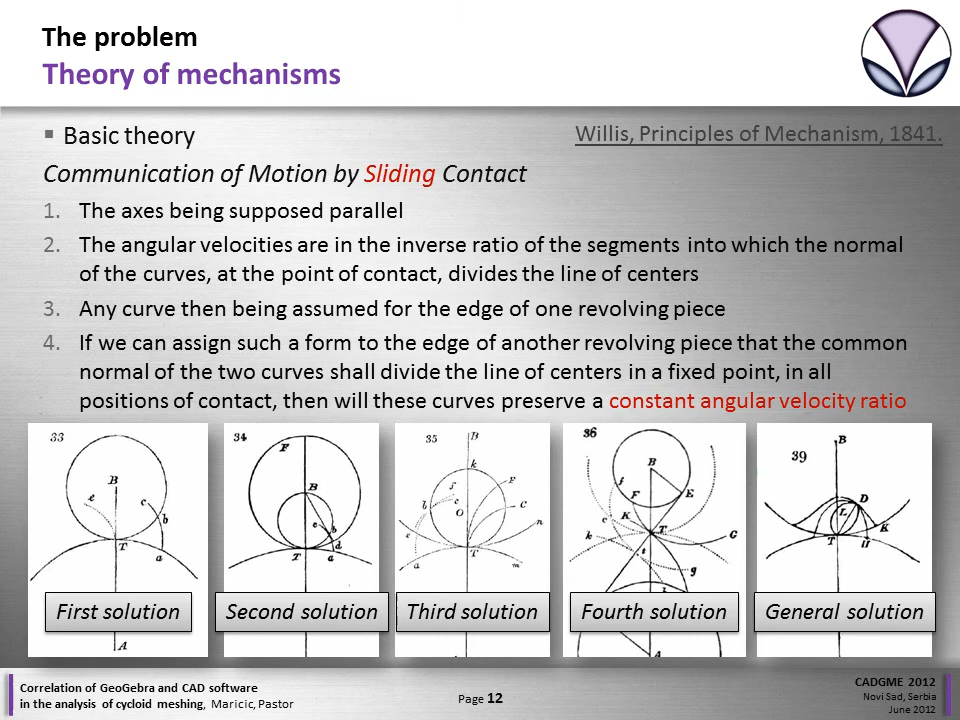 The problem
Theory of mechanisms
▪ Basic theory
Willis, Principles of Mechanism, 1841.
Communication of Motion by Sliding Contact
1. The axes being supposed parallel
2. The angular velocities are in the inverse ratio of the segments into which the normal
of the curves, at the point of contact, divides the line of centers
3. Any curve then being assumed for the edge of one revolving piece
4. If we can assign such a form to the edge of another revolving piece that the common
normal of the two curves shall divide the line of centers in a fixed point, in all
positions of contact, then will these curves preserve a constant angular velocity ratio
33
B
e
c
b
T
a
A
34
F
B
e
b
d
T
a
35
B
k
f
F
b
c
O
C
n
e
T
a
m
36
B
f
F
E
c
K
T
G
k
t
g
A
39
B
D
L
K
T
H
First solution
Second solution
Third solution
Fourth solution
General solution
Correlation of GeoGebra and CAD software
in the analysis of cycloid meshing, Maricic, Pastor
Page 12
CADGME 2012
Novi Sad, Serbia
June 2012